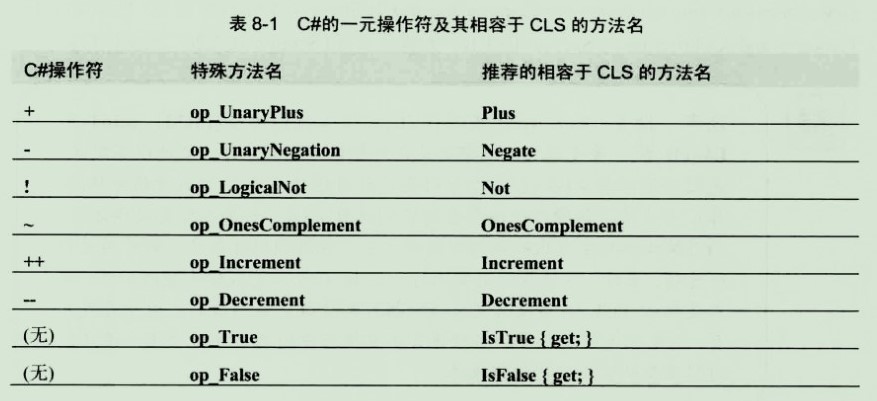 表 8-1 C#的一元操作符及其相容于 CLS 的方法名
C#操作符 特殊方法名 推荐的相容于 CLS 的方法名
+ op_UnaryPlus Plus
- op_UnaryNegation Negate
! op_LogicalNot Not
~ op_OnesComplement OnesComplement
++ op_Increment Increment
-- op_Decrement Decrement
(无) op_True IsTrue { get; }
(无) op_False IsFalse { get; }